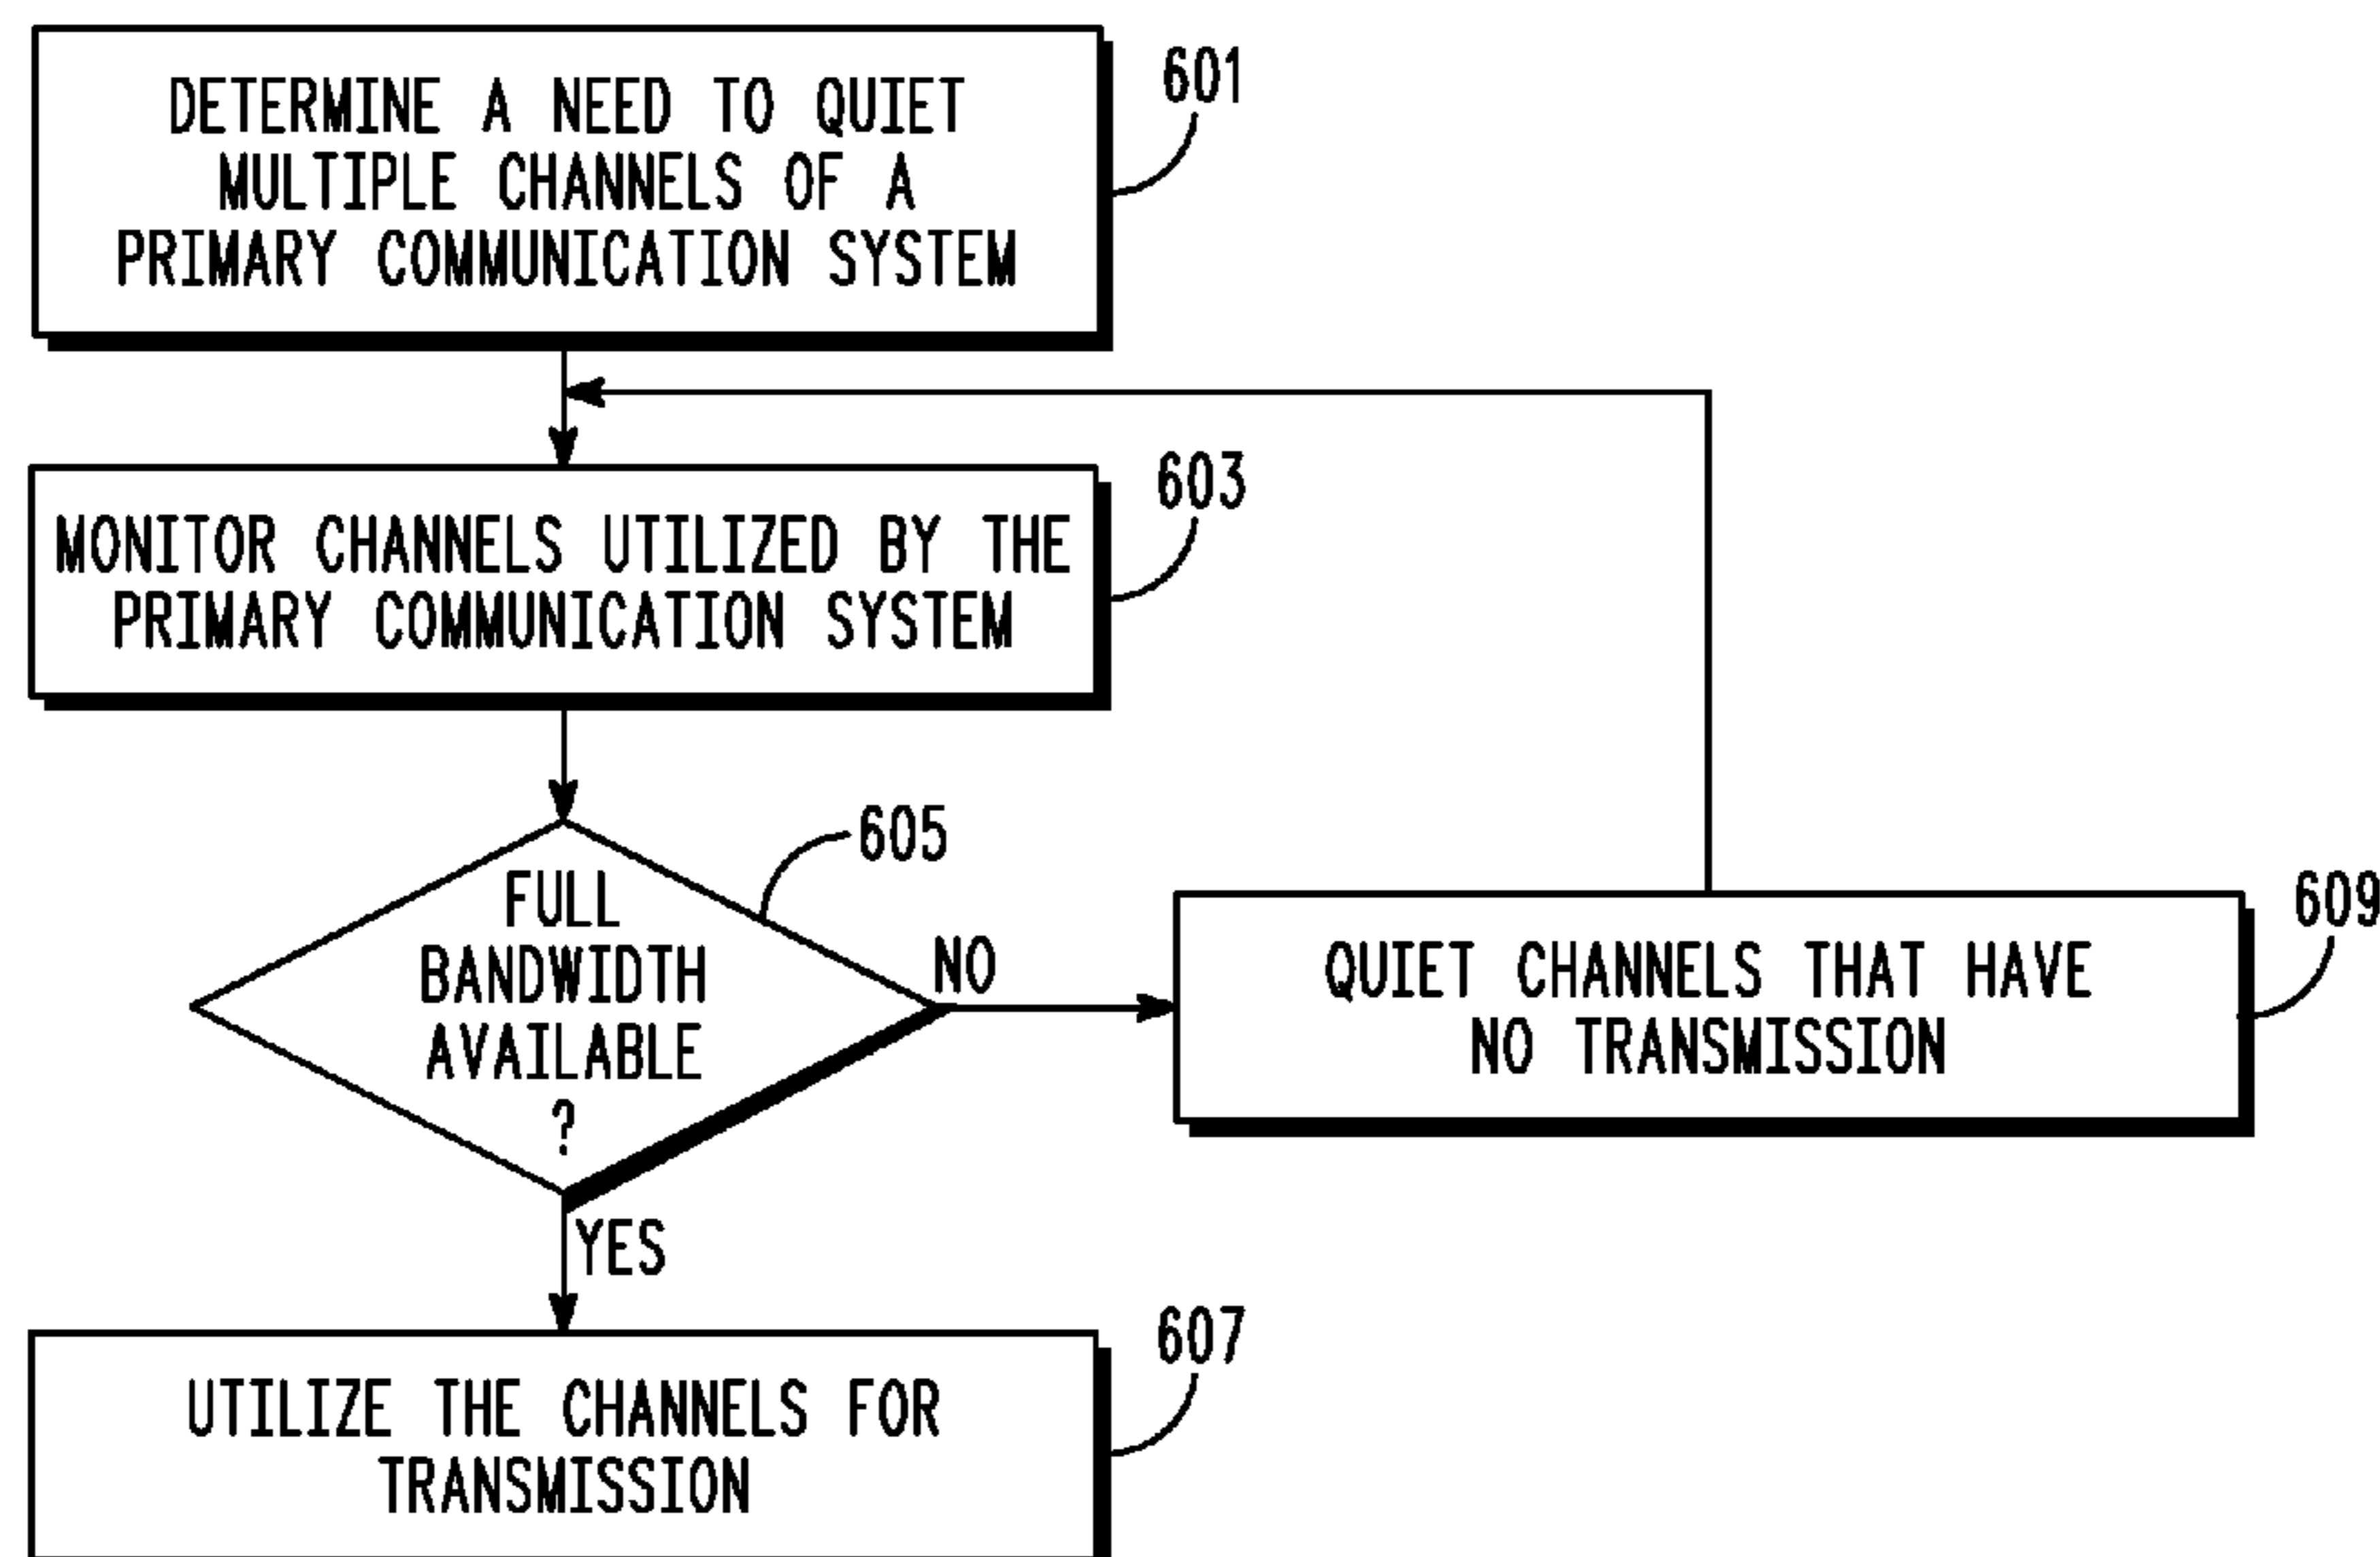 DETERMINE A NEED TO QUIET
MULTIPLE CHANNELS OF A
PRIMARY COMMUNICATION SYSTEM
601
MONITOR CHANNELS UTILIZED BY THE
PRIMARY COMMUNICATION SYSTEM
603
FULL
BANDWIDTH
AVAILABLE
?
605
NO
QUIET CHANNELS THAT HAVE
NO TRANSMISSION
609
YES
UTILIZE THE CHANNELS FOR
TRANSMISSION
607